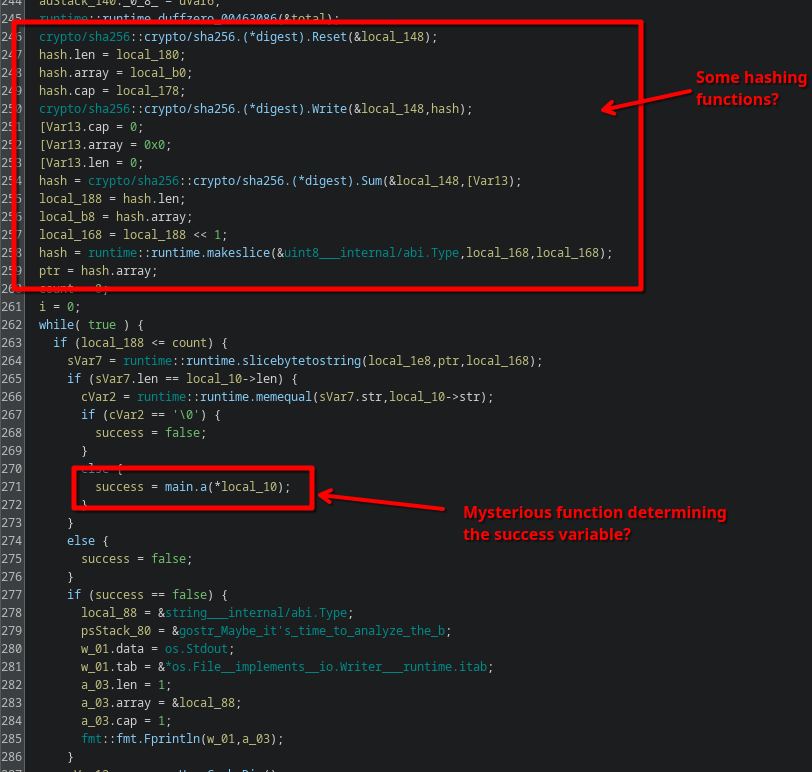 244 auStack_140._0_8_ = uVar6;
245 runtime::runtime.duffzero_00463086(&total);
246 crypto/sha256::crypto/sha256.(*digest).Reset(&local_148);
247 hash.len = local_180;
248 hash.array = local_b0;
249 hash.cap = local_178;
250 crypto/sha256::crypto/sha256.(*digest).Write(&local_148,hash);
251 [Var13.cap = 0;
252 [Var13.array = 0x0;
253 [Var13.len = 0;
254 hash = crypto/sha256::crypto/sha256.(*digest).Sum(&local_148,[Var13);
255 local_188 = hash.len;
256 local_b8 = hash.array;
257 local_168 = local_188 << 1;
258 hash = runtime::runtime.makeslice(&uint8___internal/abi.Type,local_168,local_168);
259 ptr = hash.array;
260 count = 0;
261 i = 0;
262 while( true ) {
263 if (local_188 <= count) {
264 sVar7 = runtime::runtime.slicebytetostring(local_1e8,ptr,local_168);
265 if (sVar7.len == local_10->len) {
266 cVar2 = runtime::runtime.memequal(sVar7.str,local_10->str);
267 if (cVar2 == '\0') {
268 success = false;
269 }
270 else {
271 success = main.a(*local_10);
272 }
273 }
274 else {
275 success = false;
276 }
277 if (success == false) {
278 local_88 = &string___internal/abi.Type;
279 psStack_80 = &gostr_Maybe_it's_time_to_analyze_the_b;
280 w_01.data = os.Stdout;
281 w_01.tab = &*os.File__implements__io.Writer___runtime.itab;
282 a_03.len = 1;
283 a_03.array = &local_88;
284 a_03.cap = 1;
285 fmt::fmt.Fprintln(w_01,a_03);
286 }
Some hashing
functions?
Mysterious function determining
the success variable?